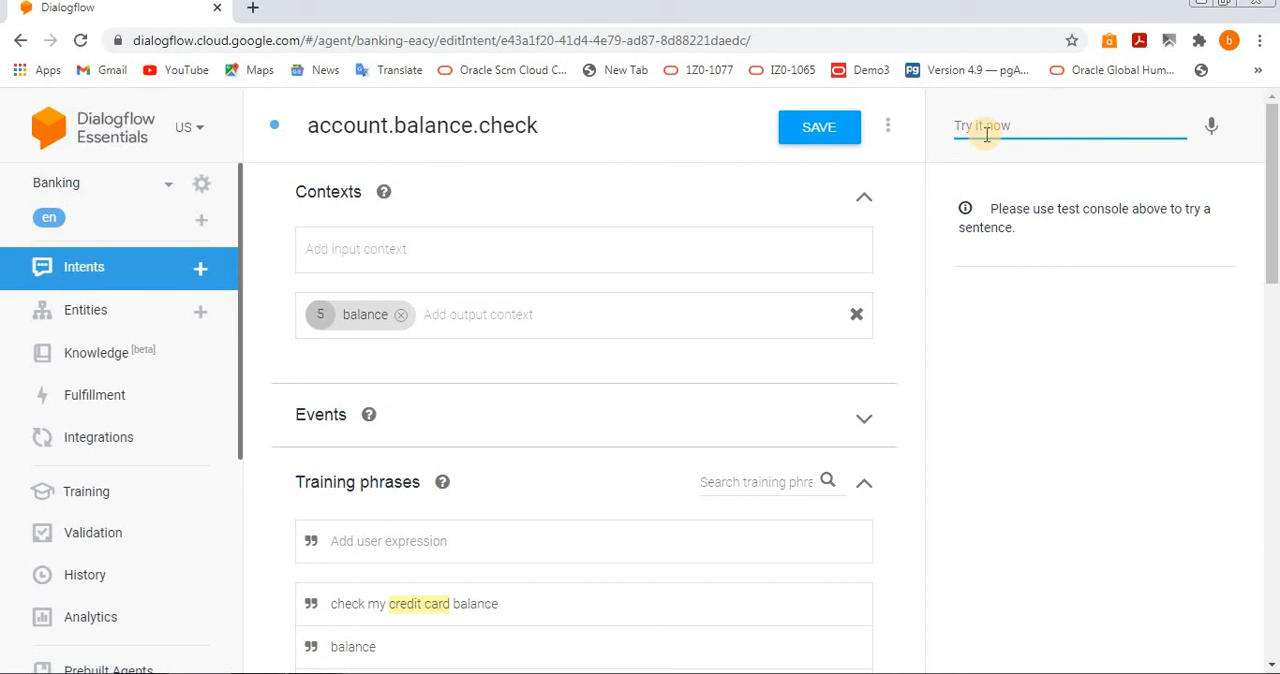 Dialogflow
dialogflow.cloud.google.com/#/agent/banking-eacy/editIntent/e43a1f20-41d4-4e79-ad87-8d88221daedc/
b
Apps
Gmail
YouTube
Maps
News
Translate
Oracle Scm Cloud C...
New Tab
1Z0-1077
IZ0-1065
Demo3
Version 4.9 — pgA...
Oracle Global Hum...
»
Dialogflow
Essentials
US
account.balance.check
SAVE
Try it now
Banking
en
Intents
Entities
Knowledge [beta]
Fulfillment
Integrations
Training
Validation
History
Analytics
Prebuilt Agents
Contexts
Add input context
5 balance Add output context
Events
Training phrases
Search training phra
Add user expression
check my credit card balance
balance
Please use test console above to try a
sentence.